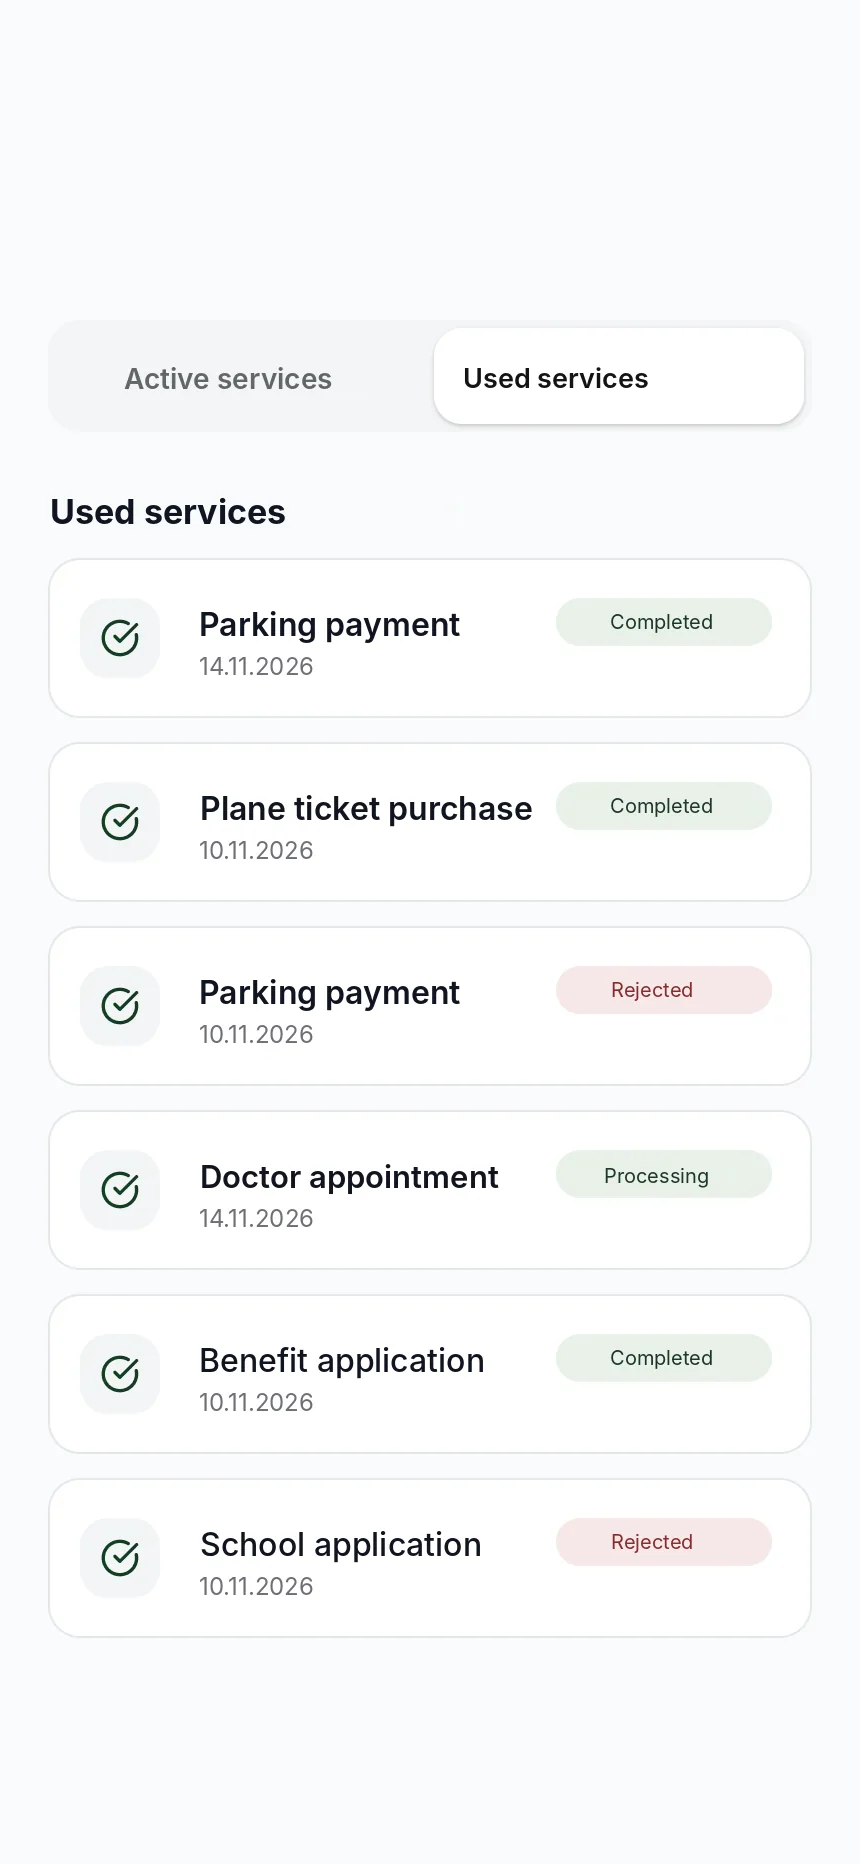 Active services
Used services
Used services
Parking payment
Completed
14.11.2026
Plane ticket purchase
Completed
10.11.2026
Parking payment
Rejected
10.11.2026
Doctor appointment
Processing
14.11.2026
Benefit application
Completed
10.11.2026
School application
Rejected
10.11.2026